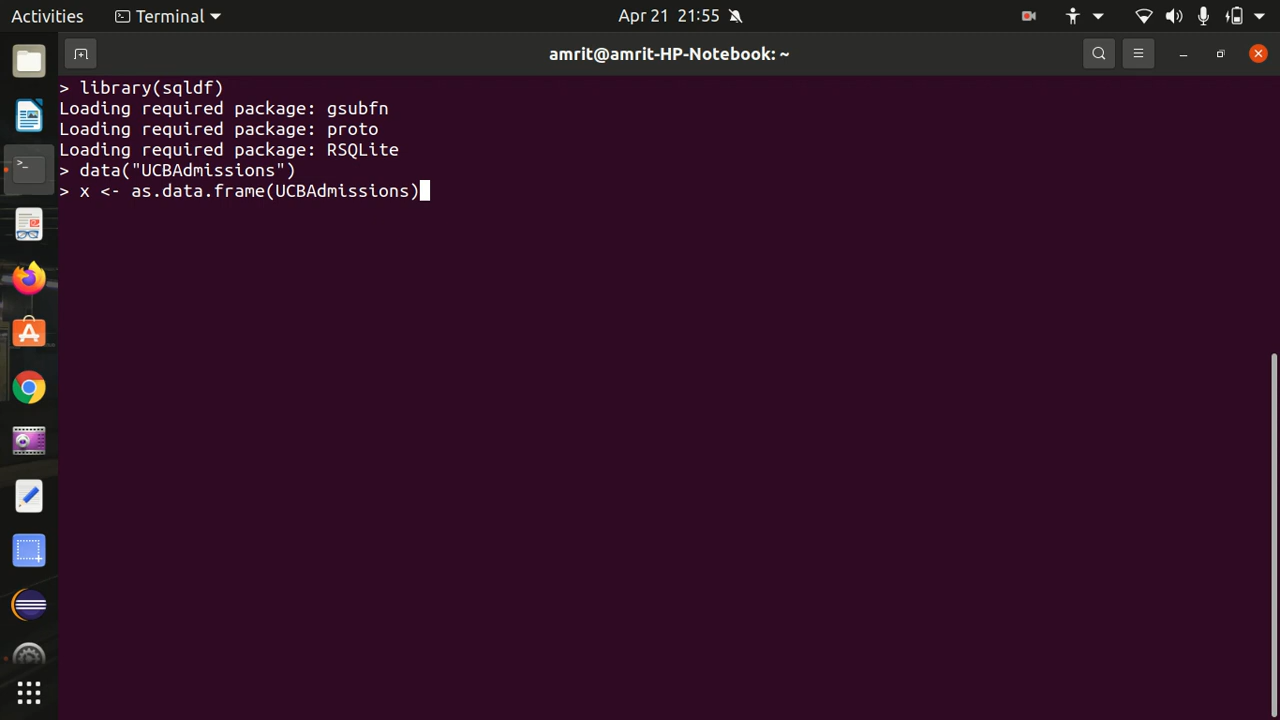 Activities
Terminal
Apr 21 21:55
amrit@amrit-HP-Notebook: ~
> library(sqldf)
Loading required package: gsubfn
Loading required package: proto
Loading required package: RSQLite
> data("UCBAdmissions")
> x <- as.data.frame(UCBAdmissions)